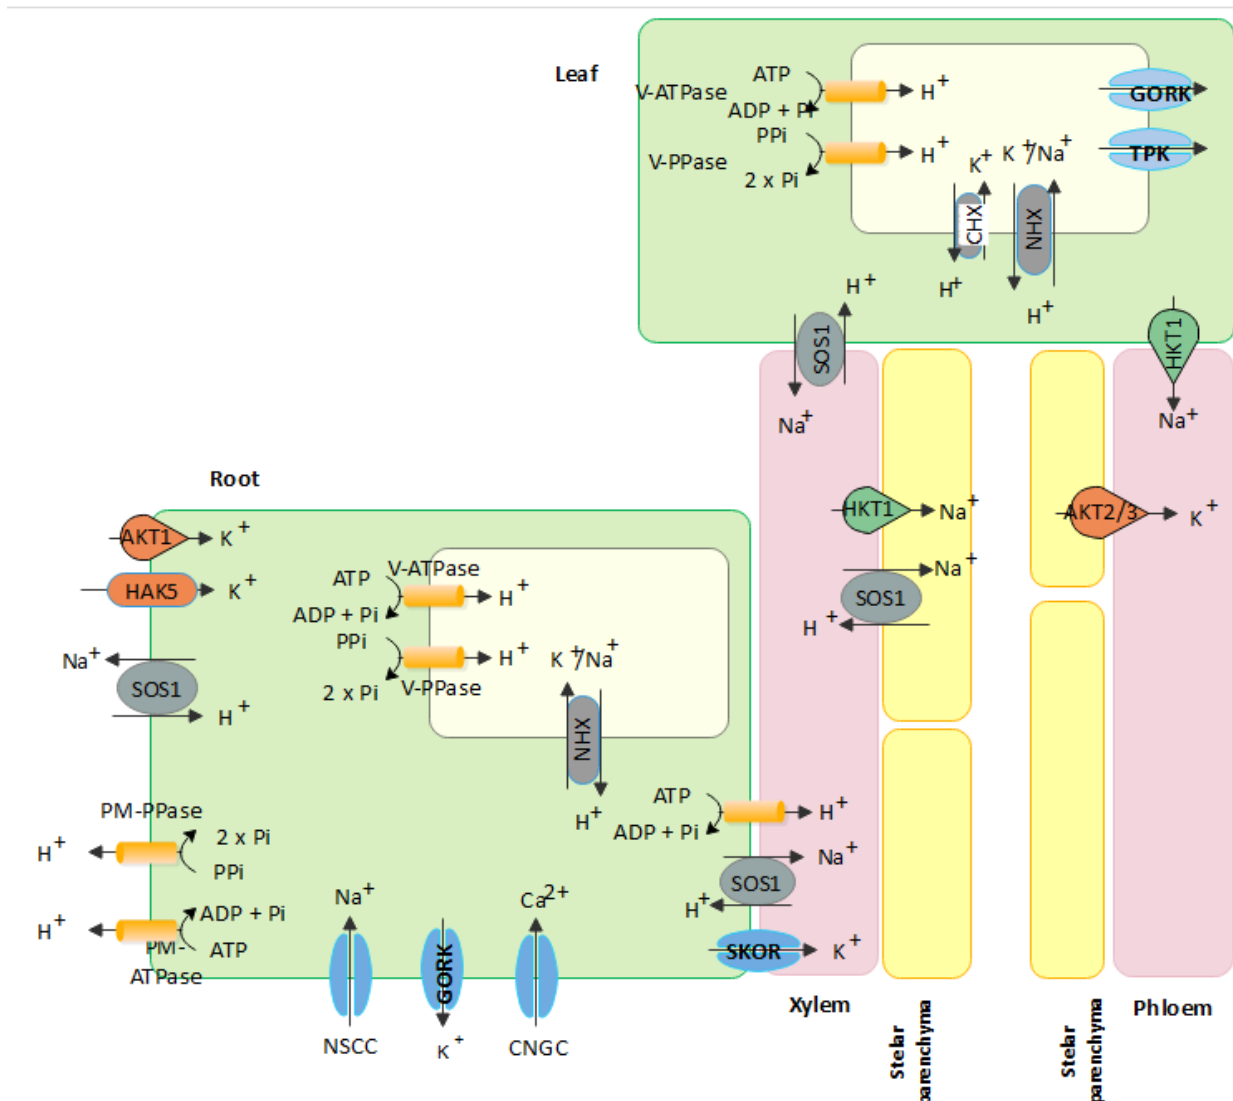 Leaf
ATP
V-ATPase
H+
ADP + Pi
PPi
V-PPase
H+
2 x Pi
GORK
TPK
K+
K+/Na+
CHX
NHX
H+
H+
H+
SOS1
Na+
HKT1
Na+
Root
AKT1
K+
HAK5
K+
Na+
SOS1
H+
V-ATPase
ATP
H+
ADP + Pi
PPi
H+
2 x Pi
V-PPase
K+/Na+
NHX
H+
HKT1
Na+
Na+
SOS1
H+
AKT2/3
K+
PM-PPase
2 x Pi
H+
PPi
ADP + Pi
H+
ATP
PM-
ATPase
Na+
NSCC
GORK
K+
Ca2+
CNGC
ATP
H+
ADP + Pi
Na+
SOS1
H+
SKOR
K+
Xylem
Stelar
parenchyma
Stelar
parenchyma
Phloem